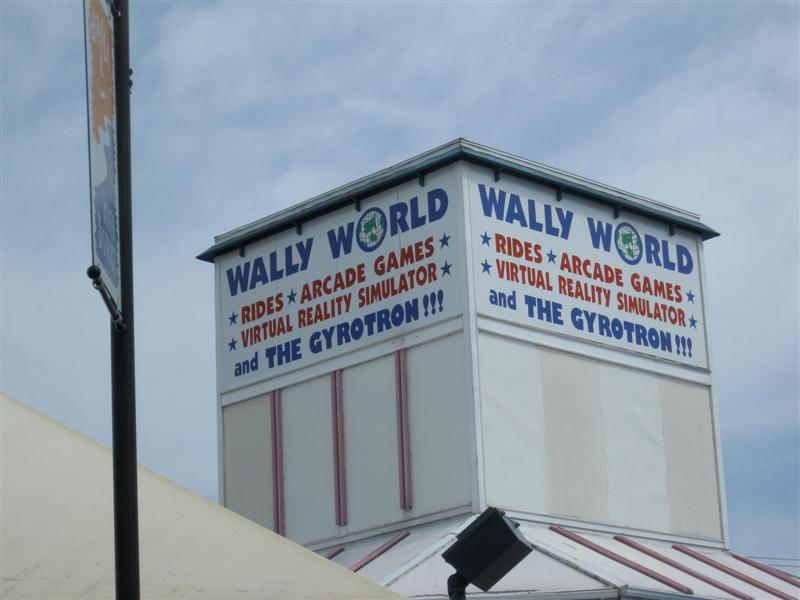 WALLY WORLD
★ RIDES ★ ARCADE GAMES ★
★ VIRTUAL REALITY SIMULATOR ★
and THE GYROTRON!!!
WALLY WORLD
★ RIDES ★ ARCADE GAMES ★
★ VIRTUAL REALITY SIMULATOR ★
and THE GYROTRON!!!